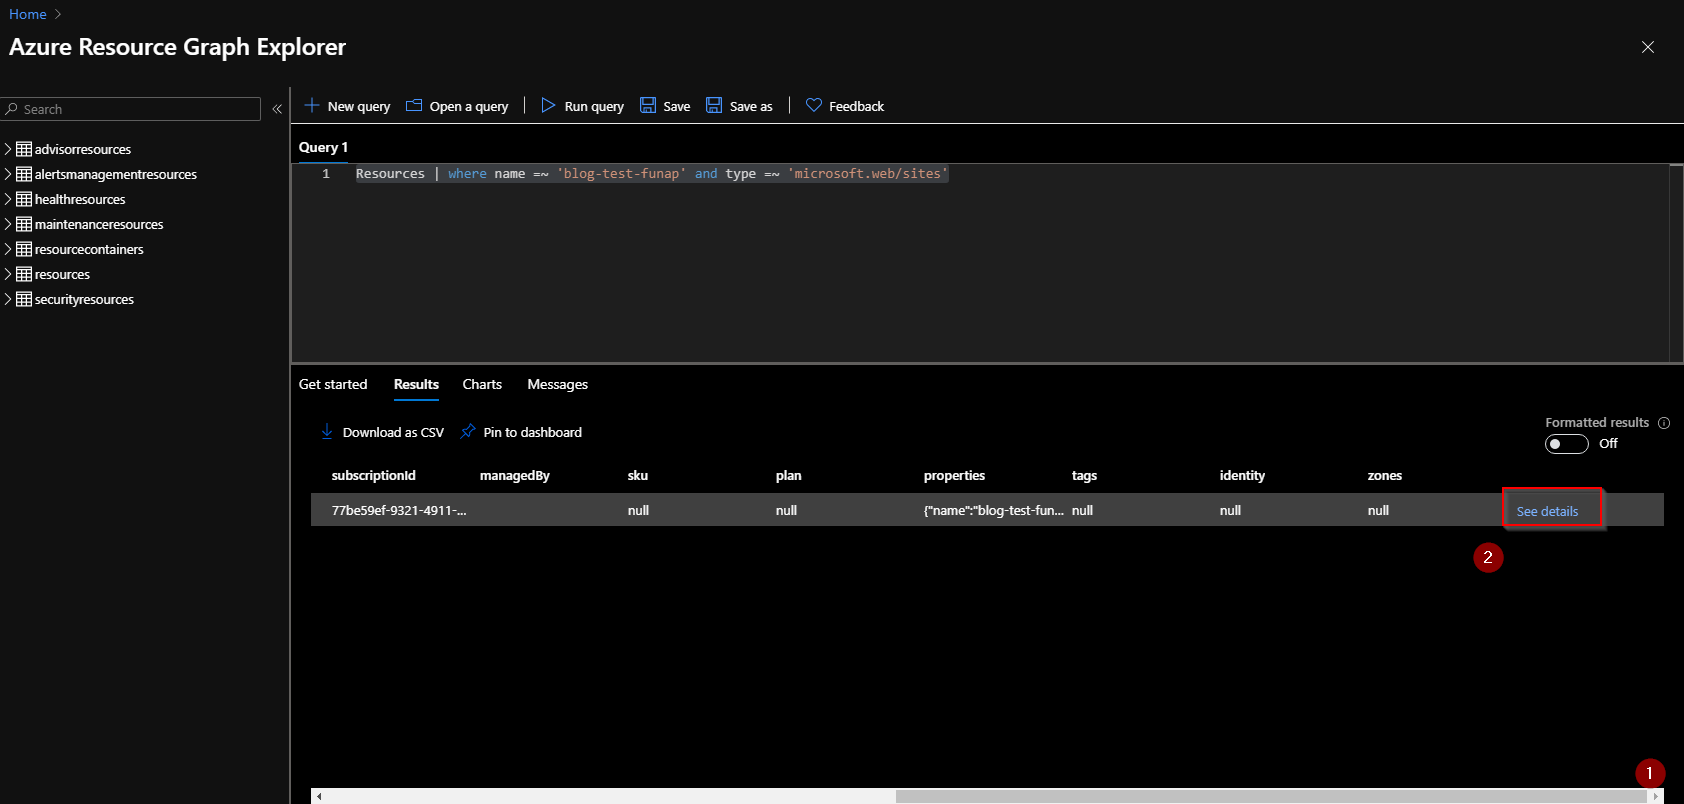 Home
Azure Resource Graph Explorer
Search
advisorresources
alertsmanagementresources
healthresources
maintenanceresources
resourcecontainers
resources
securityresources
New query Open a query Run query Save Save as Feedback
Query 1
1 Resources | where name =~ 'blog-test-funap' and type =~ 'microsoft.web/sites'
Get started Results Charts Messages
Download as CSV Pin to dashboard
Formatted results
Off
subscriptionId managedBy sku plan properties tags identity zones
77be59ef-9321-4911-... null null {"name":"blog-test-fun... null null null See details
2
1